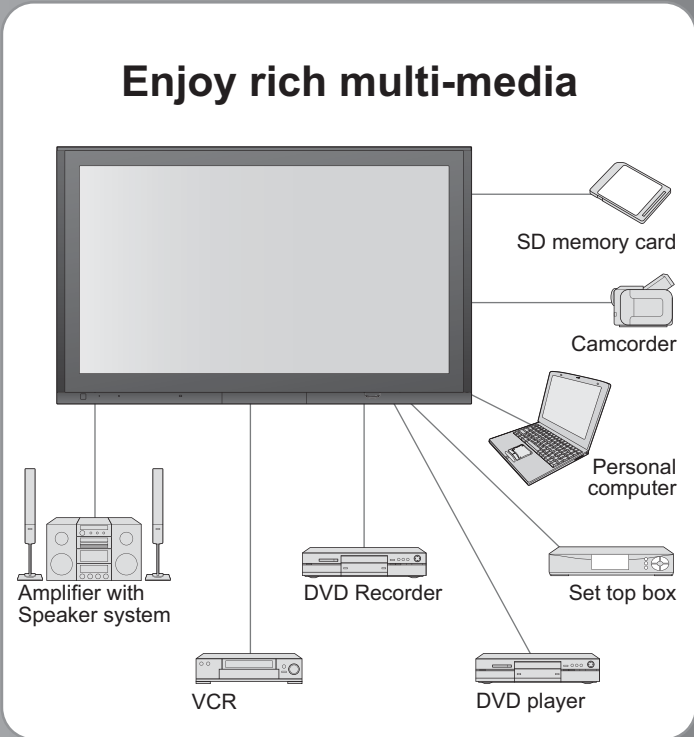 Enjoy rich multi-media
SD memory card
Camcorder
Personal
computer
Amplifier with
Speaker system
DVD Recorder
Set top box
VCR
DVD player